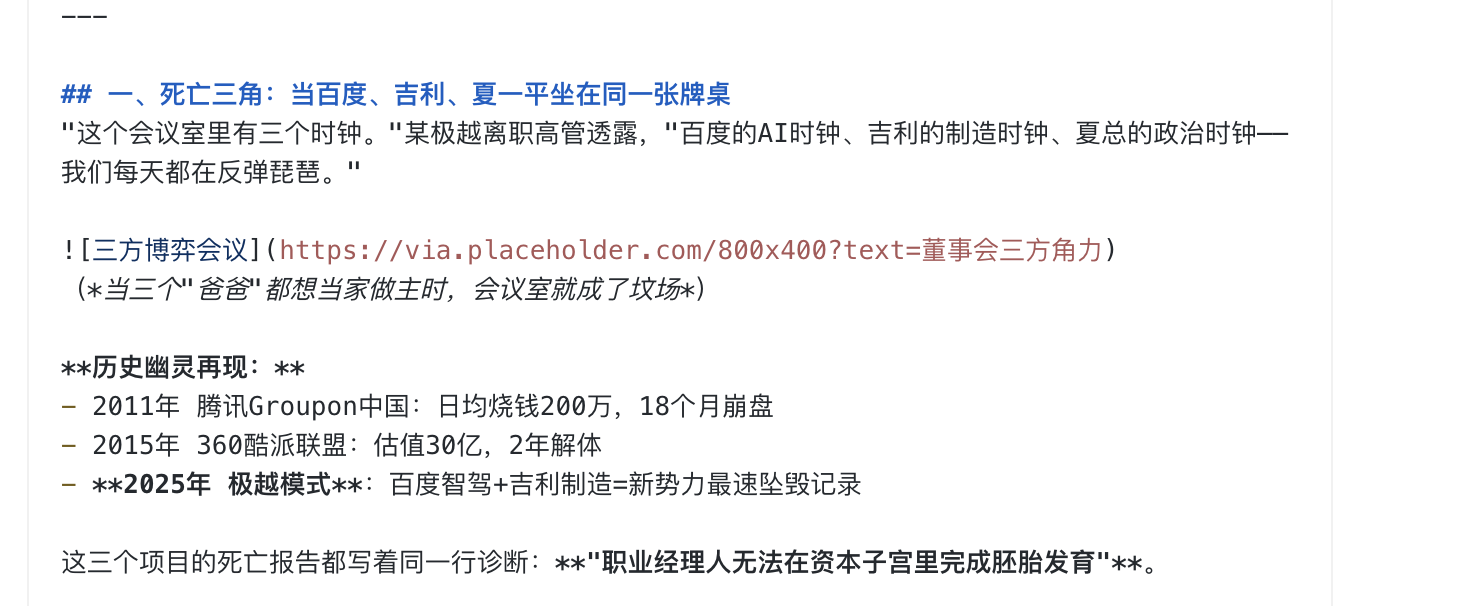 ---
## 一、死亡三角：当百度、吉利、夏一平坐在同一张牌桌
"这个会议室里有三个时钟。"某极越离职高管透露，"百度的AI时钟、吉利的制造时钟、夏总的政治时钟——
我们每天都在反弹琵琶。"
![三方博弈会议](https://via.placeholder.com/800x400?text=董事会三方角力)
（*当三个"爸爸"都想当家做主时，会议室就成了坟场*）
**历史幽灵再现：**
- 2011年 腾讯Groupon中国：日均烧钱200万，18个月崩盘
- 2015年 360酷派联盟：估值30亿，2年解体
- **2025年 极越模式**：百度智驾+吉利制造=新势力最速坠毁记录
这三个项目的死亡报告都写着同一行诊断：**"职业经理人无法在资本子宫里完成胚胎发育"**。